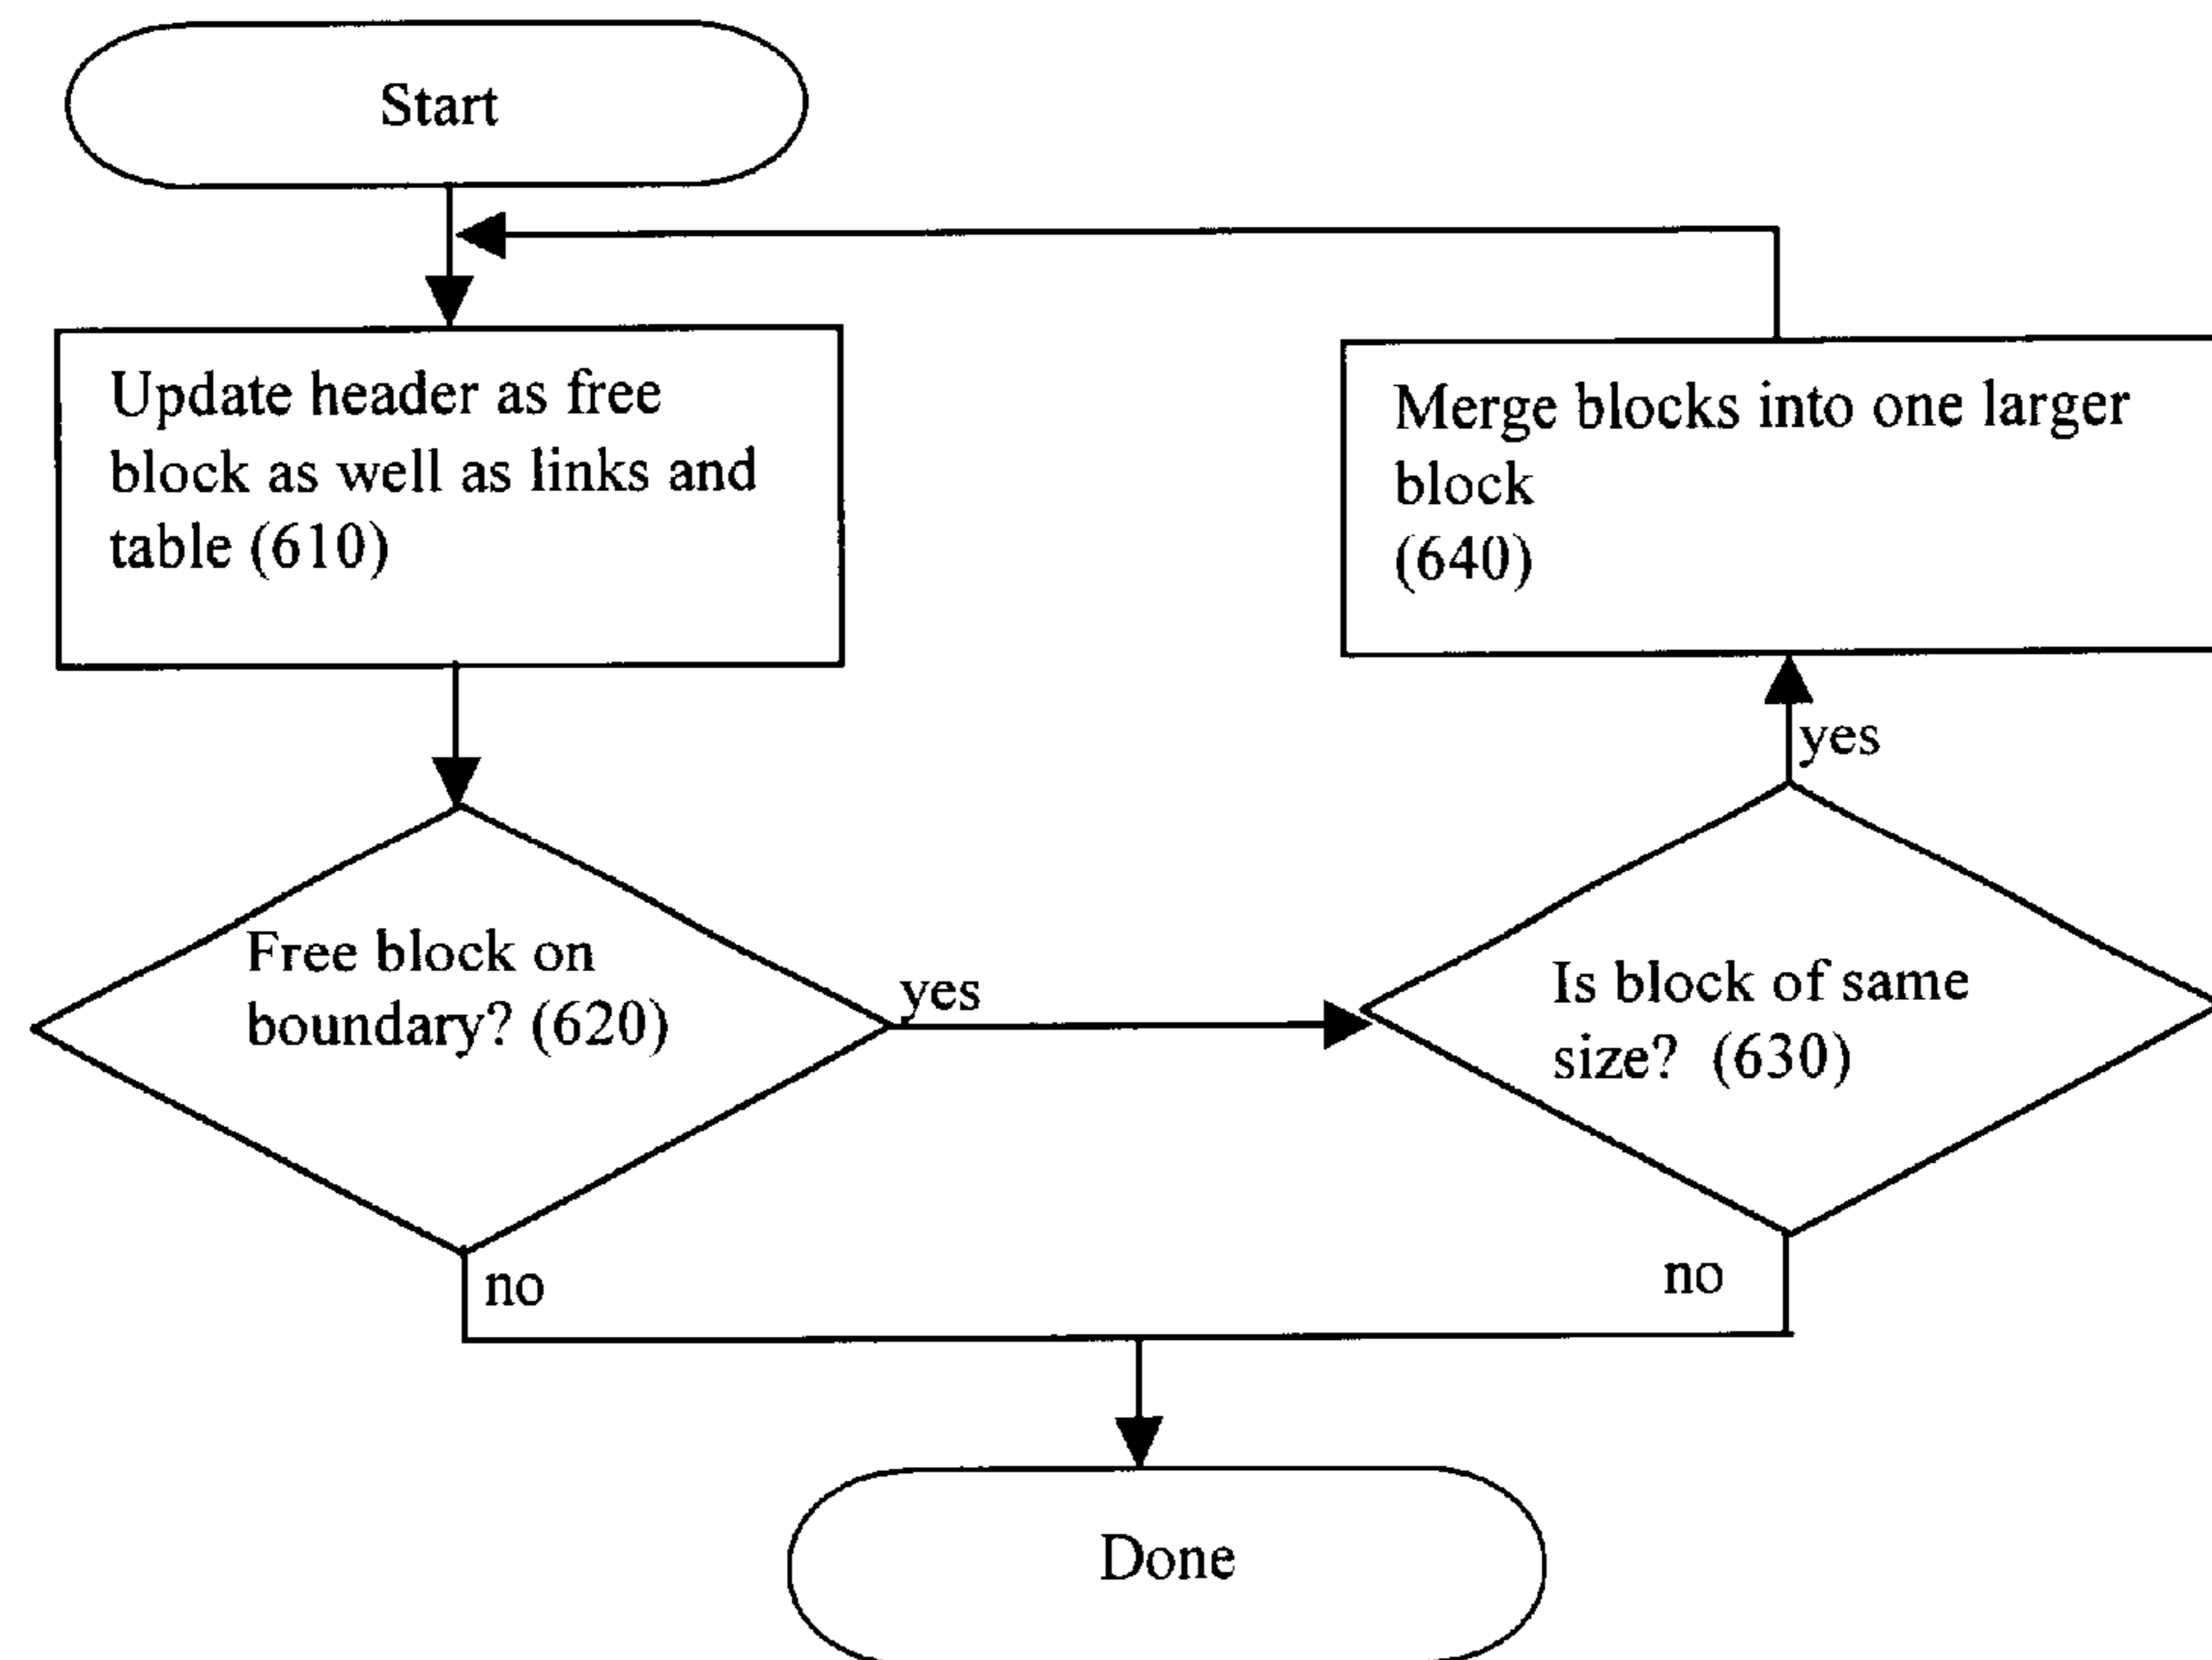 Start
Update header as free
block as well as links and
table (610)
Merge blocks into one larger
block
(640)
yes
Free block on
boundary? (620)
yes
Is block of same
size? (630)
no
no
Done